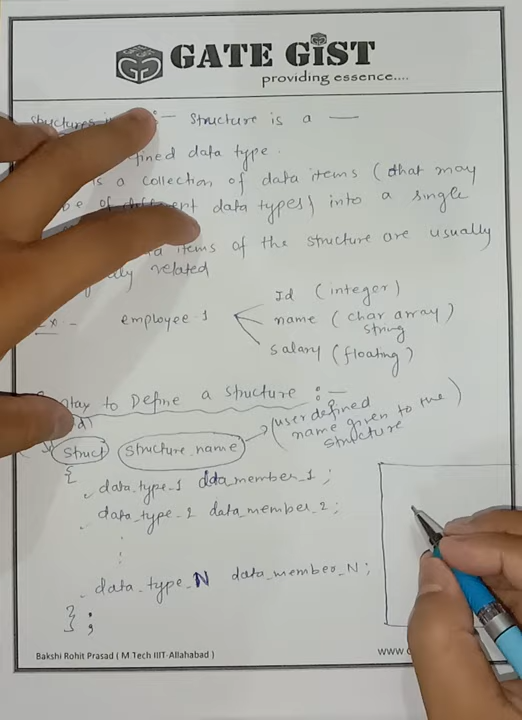 GATE GIST
providing essence....
Structures :- Structure is a —
fined data type.
is a collection of data items (that may
be of different data types) into a single
items of the structure are usually
related
Ex - employee-1
Id (integer)
name (char array)
string
salary (floating)
to Define a structure :-
struct structure_name
(user defined
name given to the
structure)
{
data_type_1 data_member_1;
data_type_2 data_member_2;
data_type_N data_member_N;
};
Bakshi Rohit Prasad ( M Tech IIIT-Allahabad )
www